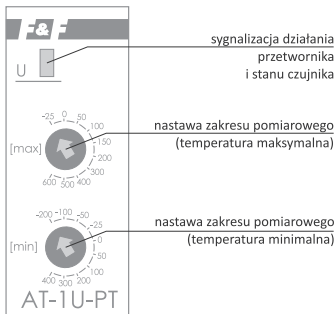 F&F
sygnalizacja działania
przetwornika
i stanu czujnika
U
nastawa zakresu pomiarowego
(temperatura maksymalna)
-25 0 50 100 150 200 300 400 500 600
[max]
nastawa zakresu pomiarowego
(temperatura minimalna)
-200 -100 -50 -25 0 50 100 200 300 400
[min]
AT-1U-PT